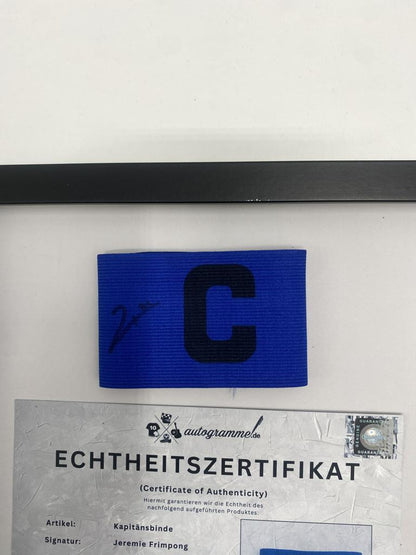 C
autogramme.de
ECHTHEITSZERTIFIKAT
(Certificate of Authenticity)
Hiermit garantieren wir die Echtheit des
nachfolgend aufgeführten Produktes:
Artikel: Kapitänsbinde
Signatur: Jeremie Frimpong